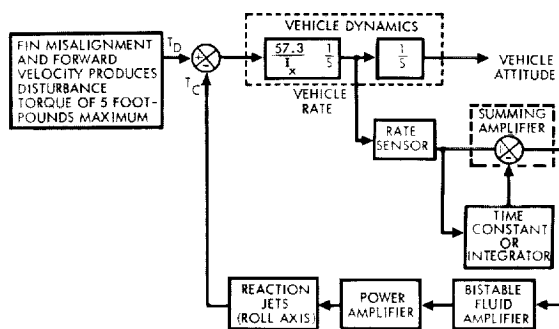 VEHICLE DYNAMICS
FIN MISALIGNMENT
AND FORWARD
VELOCITY PRODUCES
DISTURBANCE
TORQUE OF 5 FOOT-
POUNDS MAXIMUM
T_D
+
-
T_C
57.3
I_x
1
S
1
S
VEHICLE
ATTITUDE
VEHICLE
RATE
RATE
SENSOR
SUMMING
AMPLIFIER
+
-
TIME
CONSTANT
OR
INTEGRATOR
REACTION
JETS
(ROLL AXIS)
POWER
AMPLIFIER
BISTABLE
FLUID
AMPLIFIER